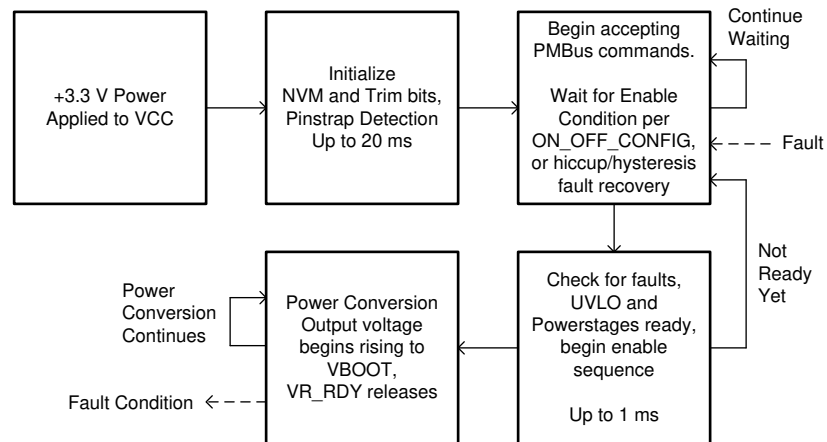 +3.3 V Power
Applied to VCC
Initialize
NVM and Trim bits,
Pinstrap Detection
Up to 20 ms
Begin accepting
PMBus commands.
Wait for Enable
Condition per
ON_OFF_CONFIG,
or hiccup/hysteresis
fault recovery
Continue
Waiting
Fault
Not
Ready
Yet
Check for faults,
UVLO and
Powerstages ready,
begin enable
sequence
Up to 1 ms
Power Conversion
Output voltage
begins rising to
VBOOT,
VR_RDY releases
Power
Conversion
Continues
Fault Condition